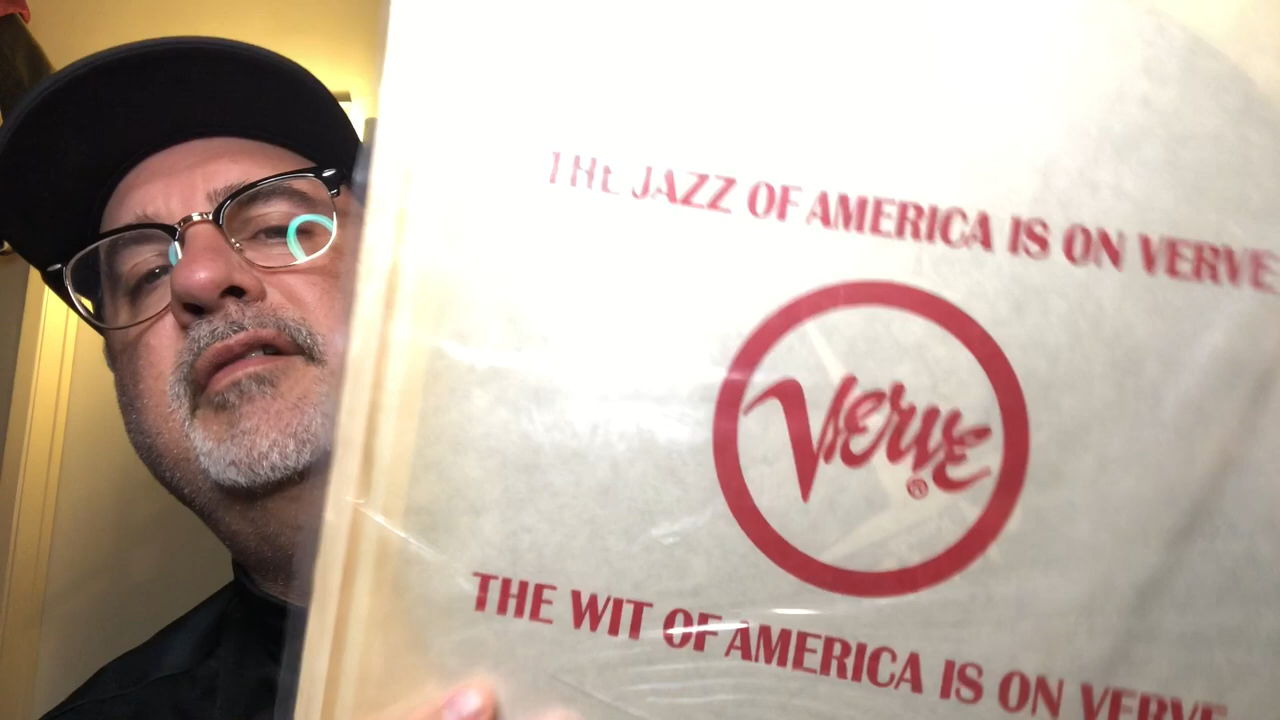 THE JAZZ OF AMERICA IS ON VERVE
Verve
®
THE WIT OF AMERICA IS ON VERVE